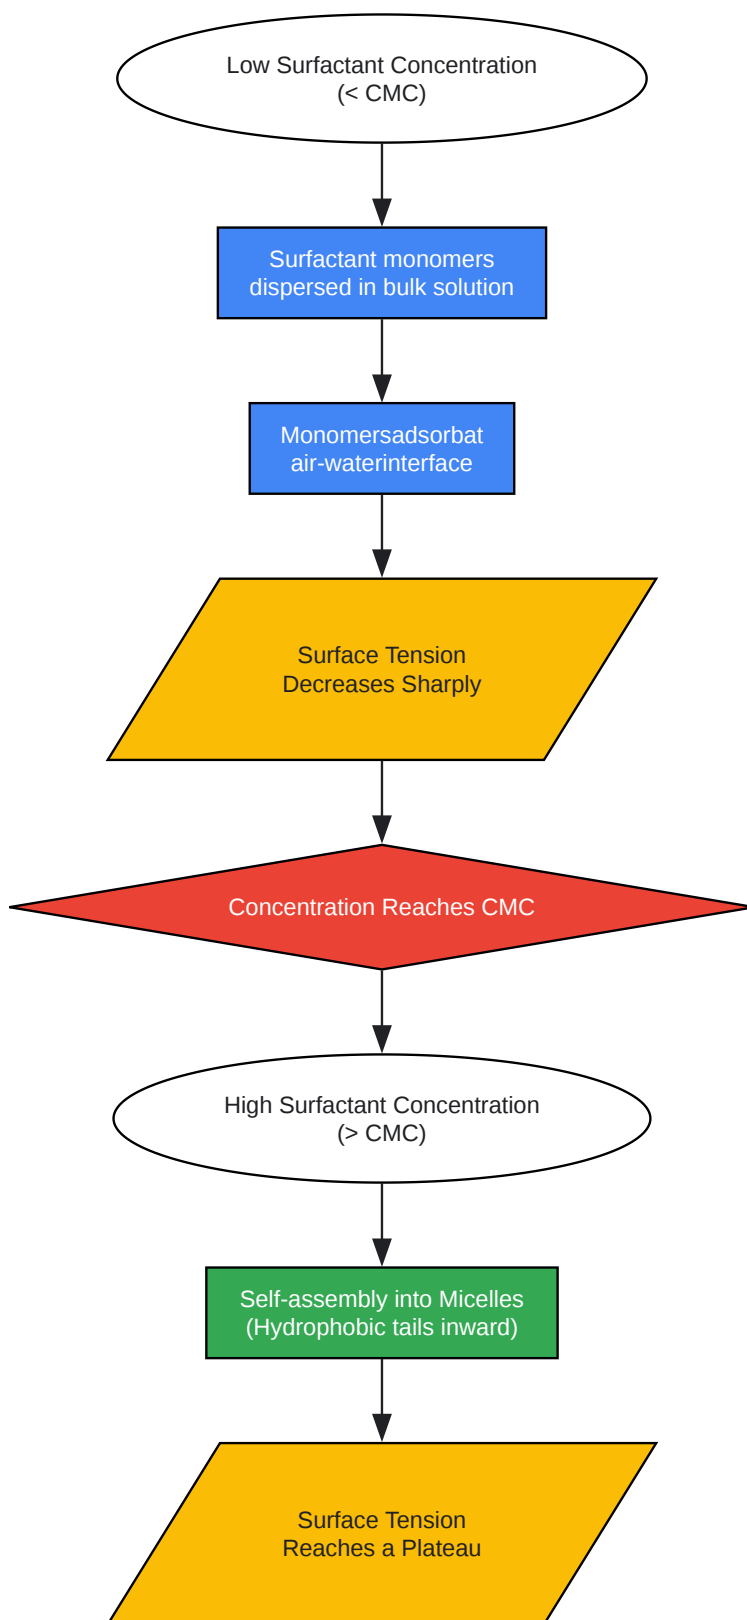 Low Surfactant Concentration
(< CMC)
Surfactant monomers
dispersed in bulk solution
Monomersadsorbat
air-waterinterface
Surface Tension
Decreases Sharply
Concentration Reaches CMC
High Surfactant Concentration
(> CMC)
Self-assembly into Micelles
(Hydrophobic tails inward)
Surface Tension
Reaches a Plateau